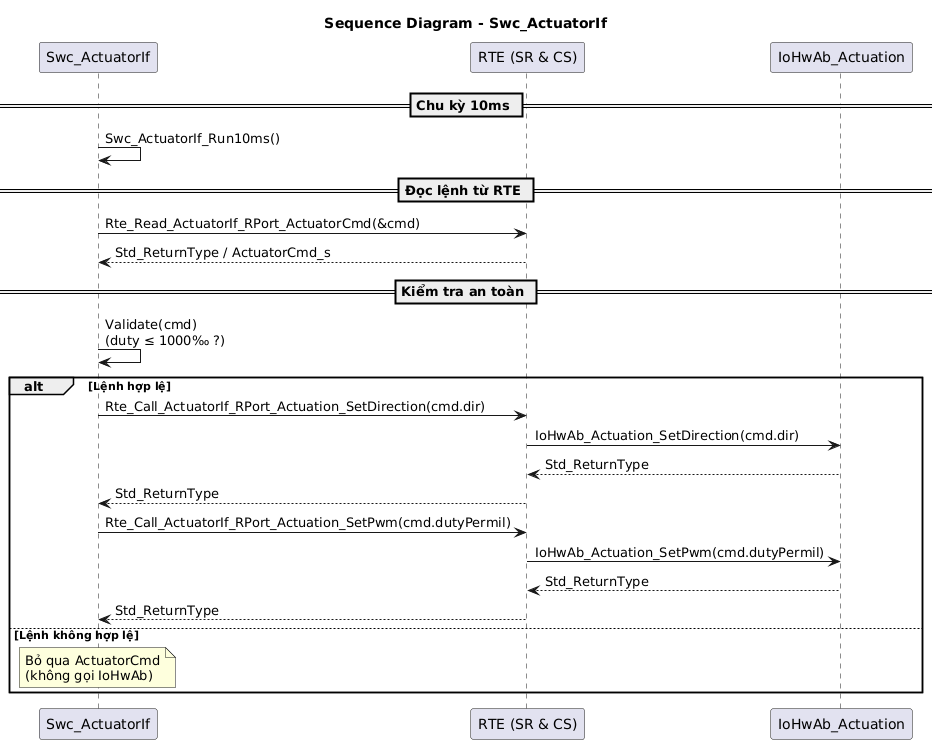 Sequence Diagram - Swc_ActuatorIf
Swc_ActuatorIf
RTE (SR & CS)
IoHwAb_Actuation
Chu kỳ 10ms
Swc_ActuatorIf_Run10ms()
Đọc lệnh từ RTE
Rte_Read_ActuatorIf_RPort_ActuatorCmd(&cmd)
Std_ReturnType / ActuatorCmd_s
Kiểm tra an toàn
Validate(cmd)
(duty ≤ 1000‰ ?)
alt
[Lệnh hợp lệ]
Rte_Call_ActuatorIf_RPort_Actuation_SetDirection(cmd.dir)
IoHwAb_Actuation_SetDirection(cmd.dir)
Std_ReturnType
Std_ReturnType
Rte_Call_ActuatorIf_RPort_Actuation_SetPwm(cmd.dutyPermil)
IoHwAb_Actuation_SetPwm(cmd.dutyPermil)
Std_ReturnType
Std_ReturnType
[Lệnh không hợp lệ]
Bỏ qua ActuatorCmd
(không gọi IoHwAb)
Swc_ActuatorIf
RTE (SR & CS)
IoHwAb_Actuation